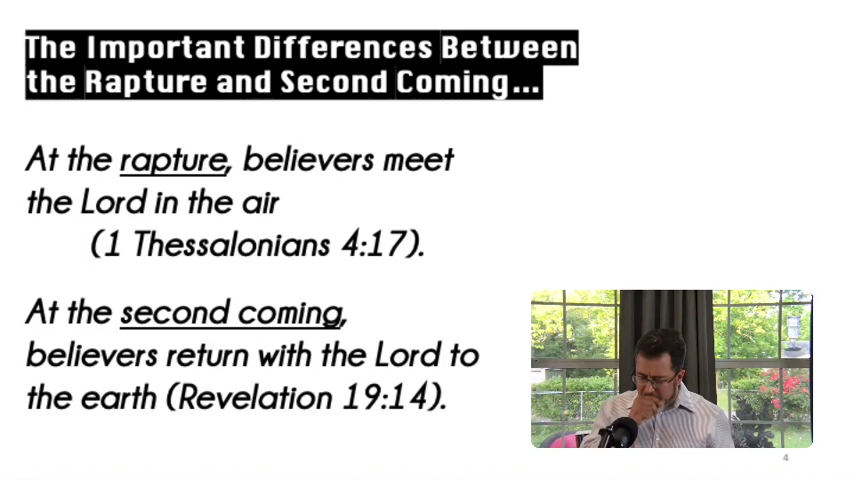 The Important Differences Between
the Rapture and Second Coming...
At the rapture, believers meet
the Lord in the air
(1 Thessalonians 4:17).
At the second coming,
believers return with the Lord to
the earth (Revelation 19:14).
4